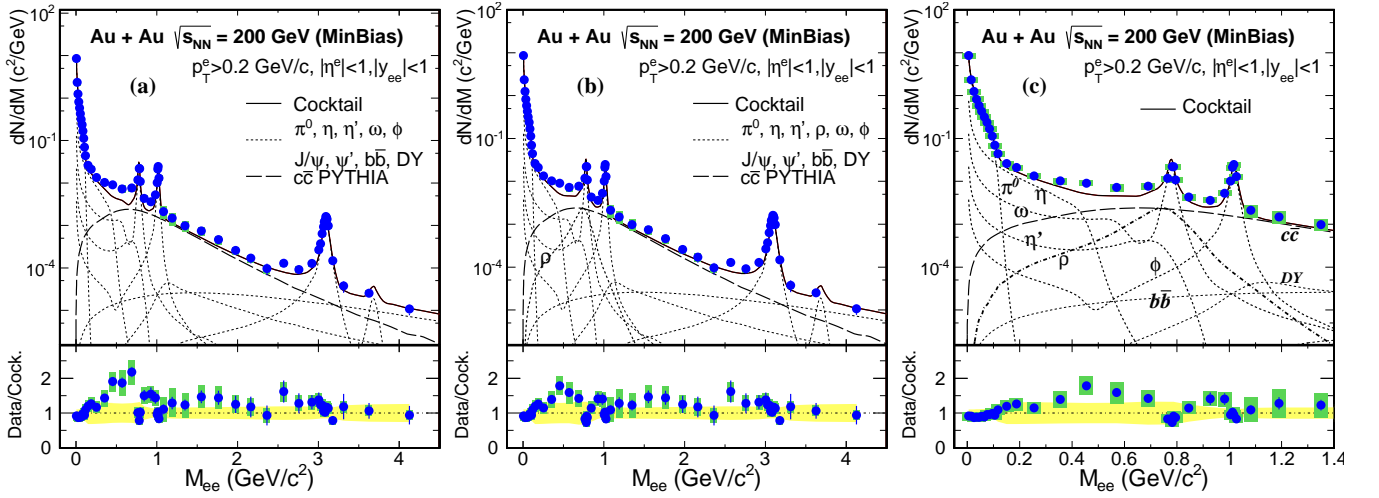 dN/dM (c²/GeV)
10²
10⁻¹
10⁻⁴
Au + Au √s_NN = 200 GeV (MinBias)
p_T^e>0.2 GeV/c, |η^e|<1,|y_ee|<1
(a)
Cocktail
π⁰, η, η’, ω, ϕ
J/ψ, ψ’, bb̅, DY
cc̅ PYTHIA
Data/Cock.
2
1
0
0 1 2 3 4
M_ee (GeV/c²)
dN/dM (c²/GeV)
10²
10⁻¹
10⁻⁴
Au + Au √s_NN = 200 GeV (MinBias)
p_T^e>0.2 GeV/c, |η^e|<1,|y_ee|<1
(b)
Cocktail
π⁰, η, η’, ρ, ω, ϕ
J/ψ, ψ’, bb̅, DY
cc̅ PYTHIA
ρ
Data/Cock.
2
1
0
0 1 2 3 4
M_ee (GeV/c²)
dN/dM (c²/GeV)
10²
10⁻¹
10⁻⁴
Au + Au √s_NN = 200 GeV (MinBias)
p_T^e>0.2 GeV/c, |η^e|<1,|y_ee|<1
(c)
Cocktail
π⁰
η
ω
η’
ρ
ϕ
cc
bb̅
DY
Data/Cock.
2
1
0
0 0.2 0.4 0.6 0.8 1 1.2 1.4
M_ee (GeV/c²)